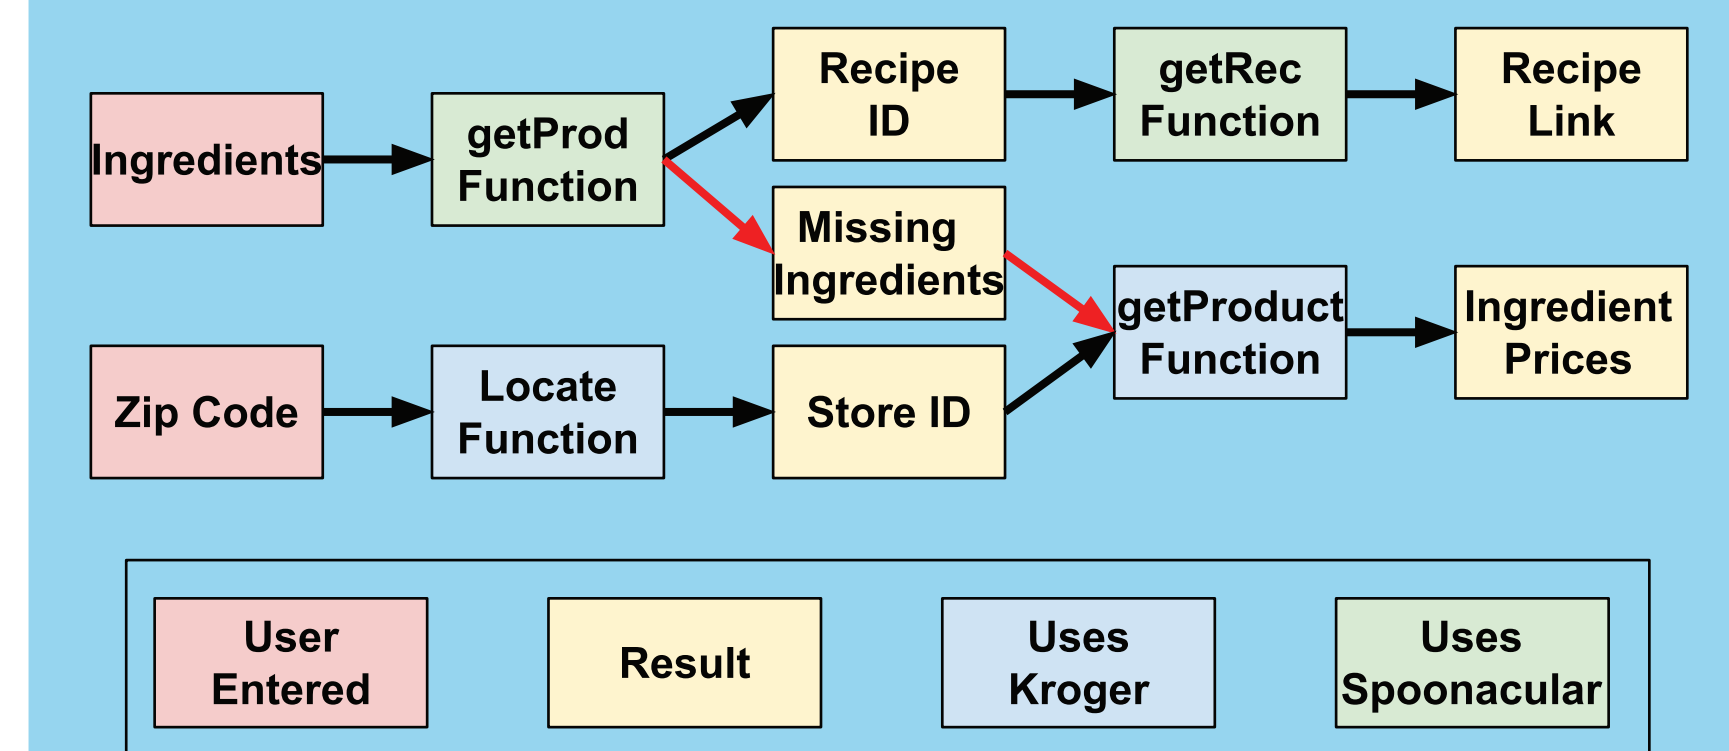 Ingredients
getProd
Function
Recipe
ID
getRec
Function
Recipe
Link
Missing
Ingredients
getProduct
Function
Ingredient
Prices
Zip Code
Locate
Function
Store ID
User
Entered
Result
Uses
Kroger
Uses
Spoonacular